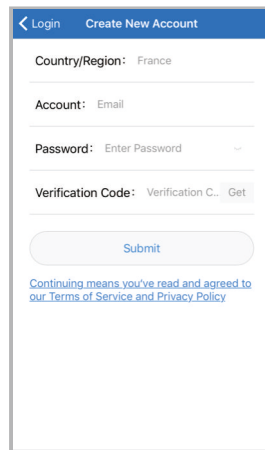 Login Create New Account
Country/Region: France
Account: Email
Password: Enter Password
Verification Code: Verification C.. Get
Submit
Continuing means you've read and agreed to
our Terms of Service and Privacy Policy